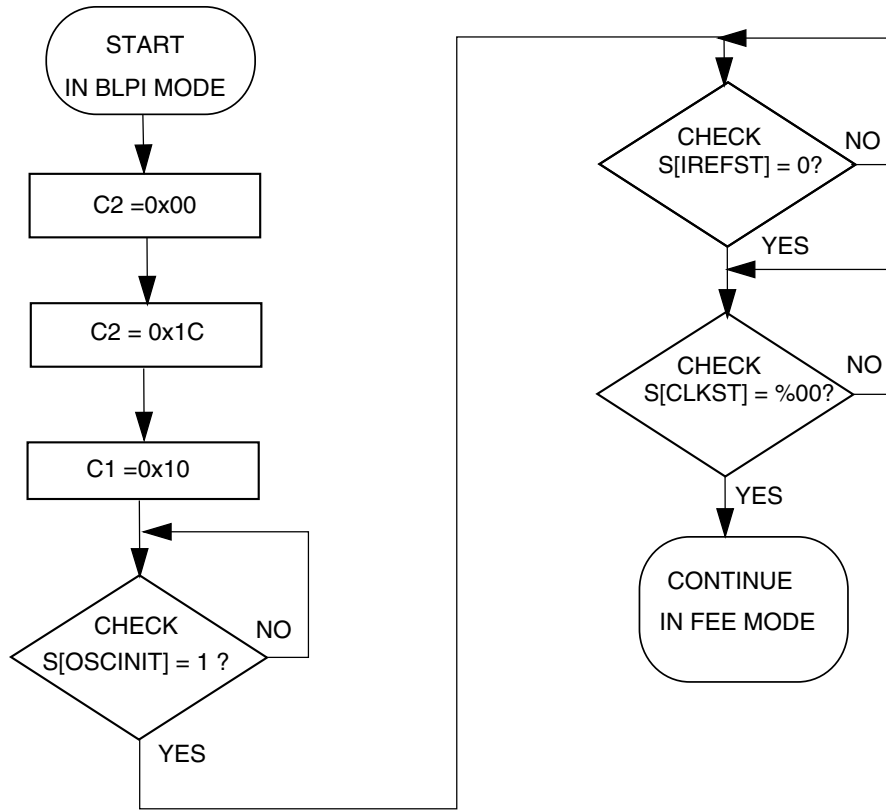 START
IN BLPI MODE
C2 =0x00
C2 = 0x1C
C1 =0x10
CHECK
S[OSCINIT] = 1 ?
NO
YES
CHECK
S[IREFST] = 0?
NO
YES
CHECK
S[CLKST] = %00?
NO
YES
CONTINUE
IN FEE MODE